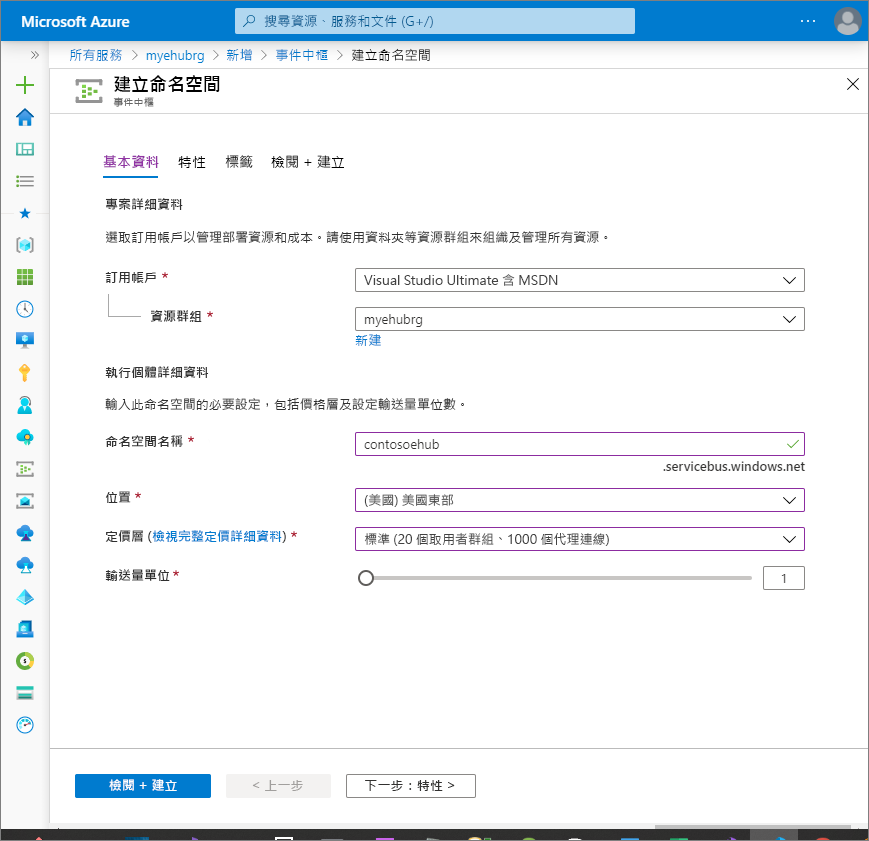 Microsoft Azure
搜尋資源、服務和文件 (G+/)
···
»
所有服務 > myehubrg > 新增 > 事件中樞 > 建立命名空間
建立命名空間
事件中樞
基本資料 特性 標籤 檢閱 + 建立
專案詳細資料
選取訂用帳戶以管理部署資源和成本。請使用資料夾等資源群組來組織及管理所有資源。
訂用帳戶 *
Visual Studio Ultimate 含 MSDN
資源群組 *
myehubrg
新建
執行個體詳細資料
輸入此命名空間的必要設定，包括價格層及設定輸送量單位數。
命名空間名稱 *
contosoehub
.servicebus.windows.net
位置 *
(美國) 美國東部
定價層 (檢視完整定價詳細資料) *
標準 (20 個取用者群組、1000 個代理連線)
輸送量單位 *
1
檢閱 + 建立
< 上一步
下一步：特性 >